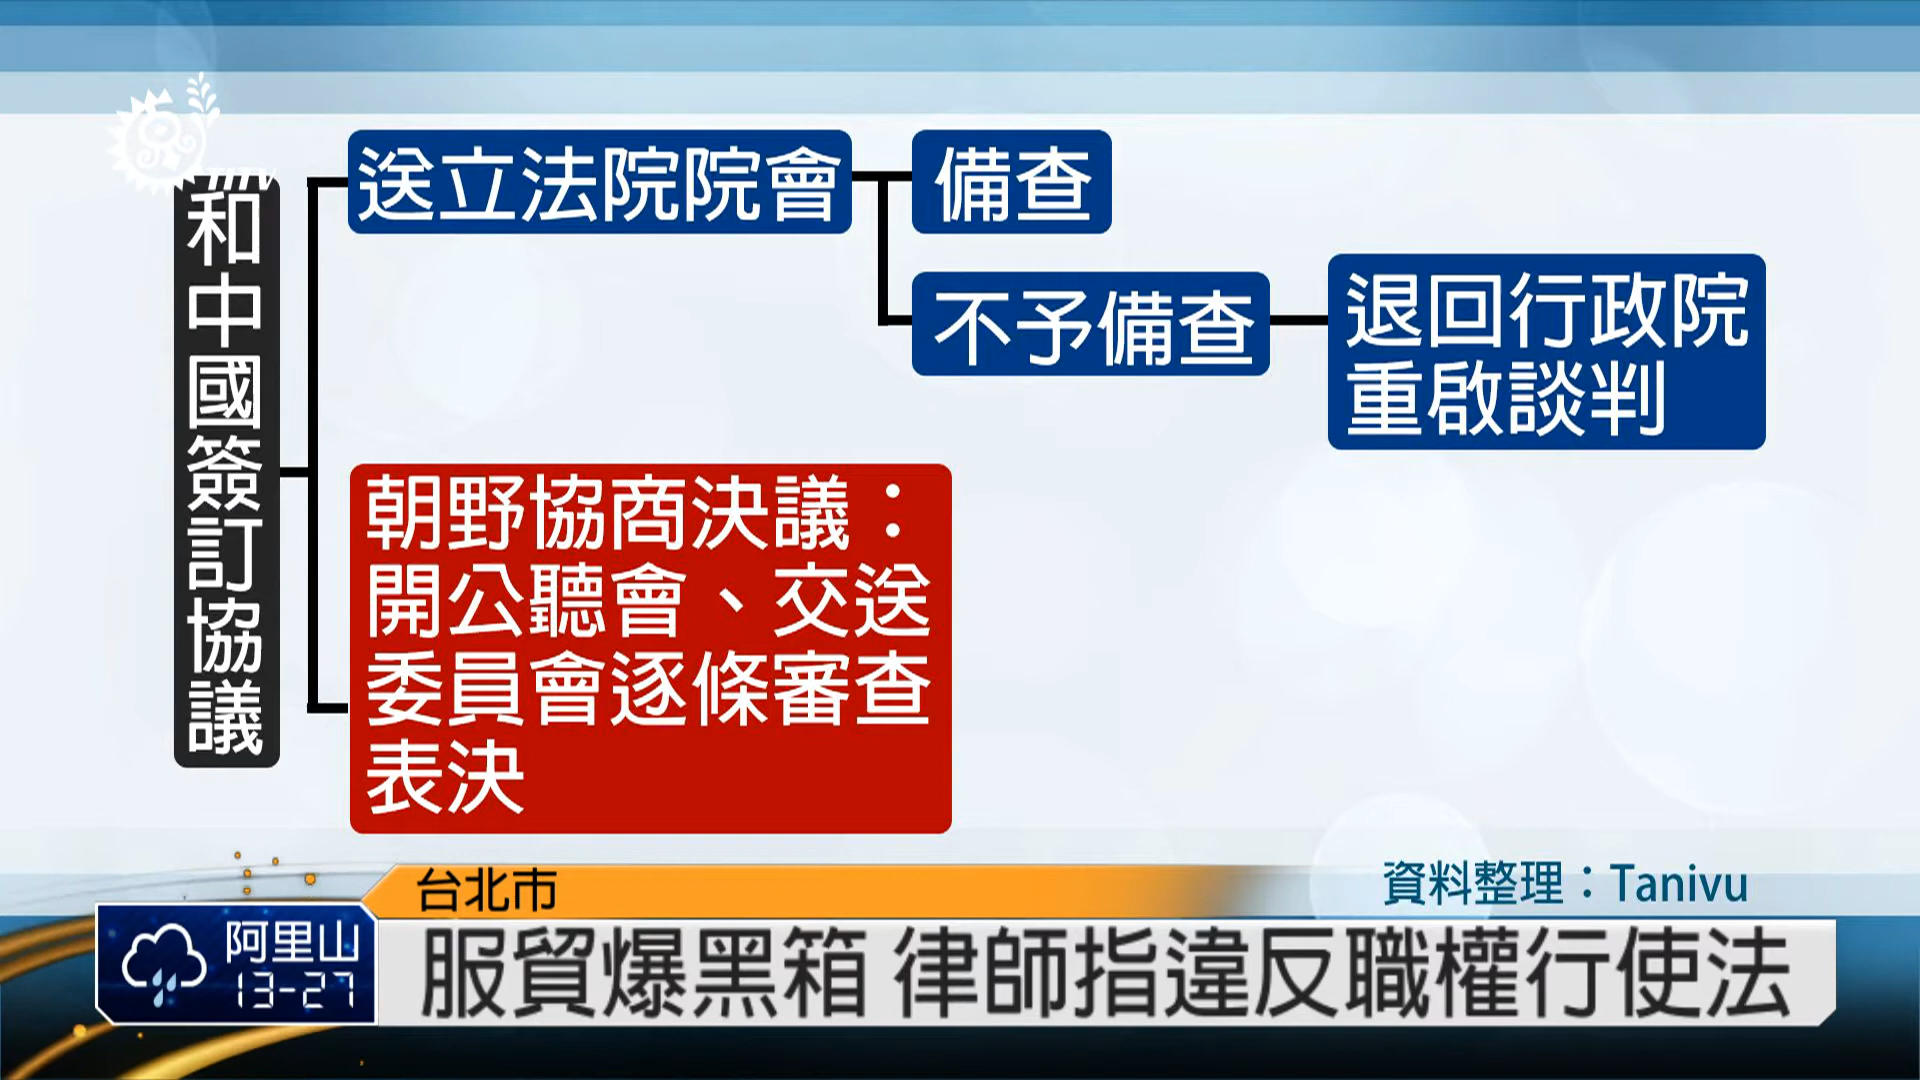 和中國簽訂協議
送立法院院會
備查
不予備查
退回行政院
重啟談判
朝野協商決議：
開公聽會、交送
委員會逐條審查
表決
資料整理：Tanivu
台北市
阿里山
13-27
服貿爆黑箱 律師指違反職權行使法